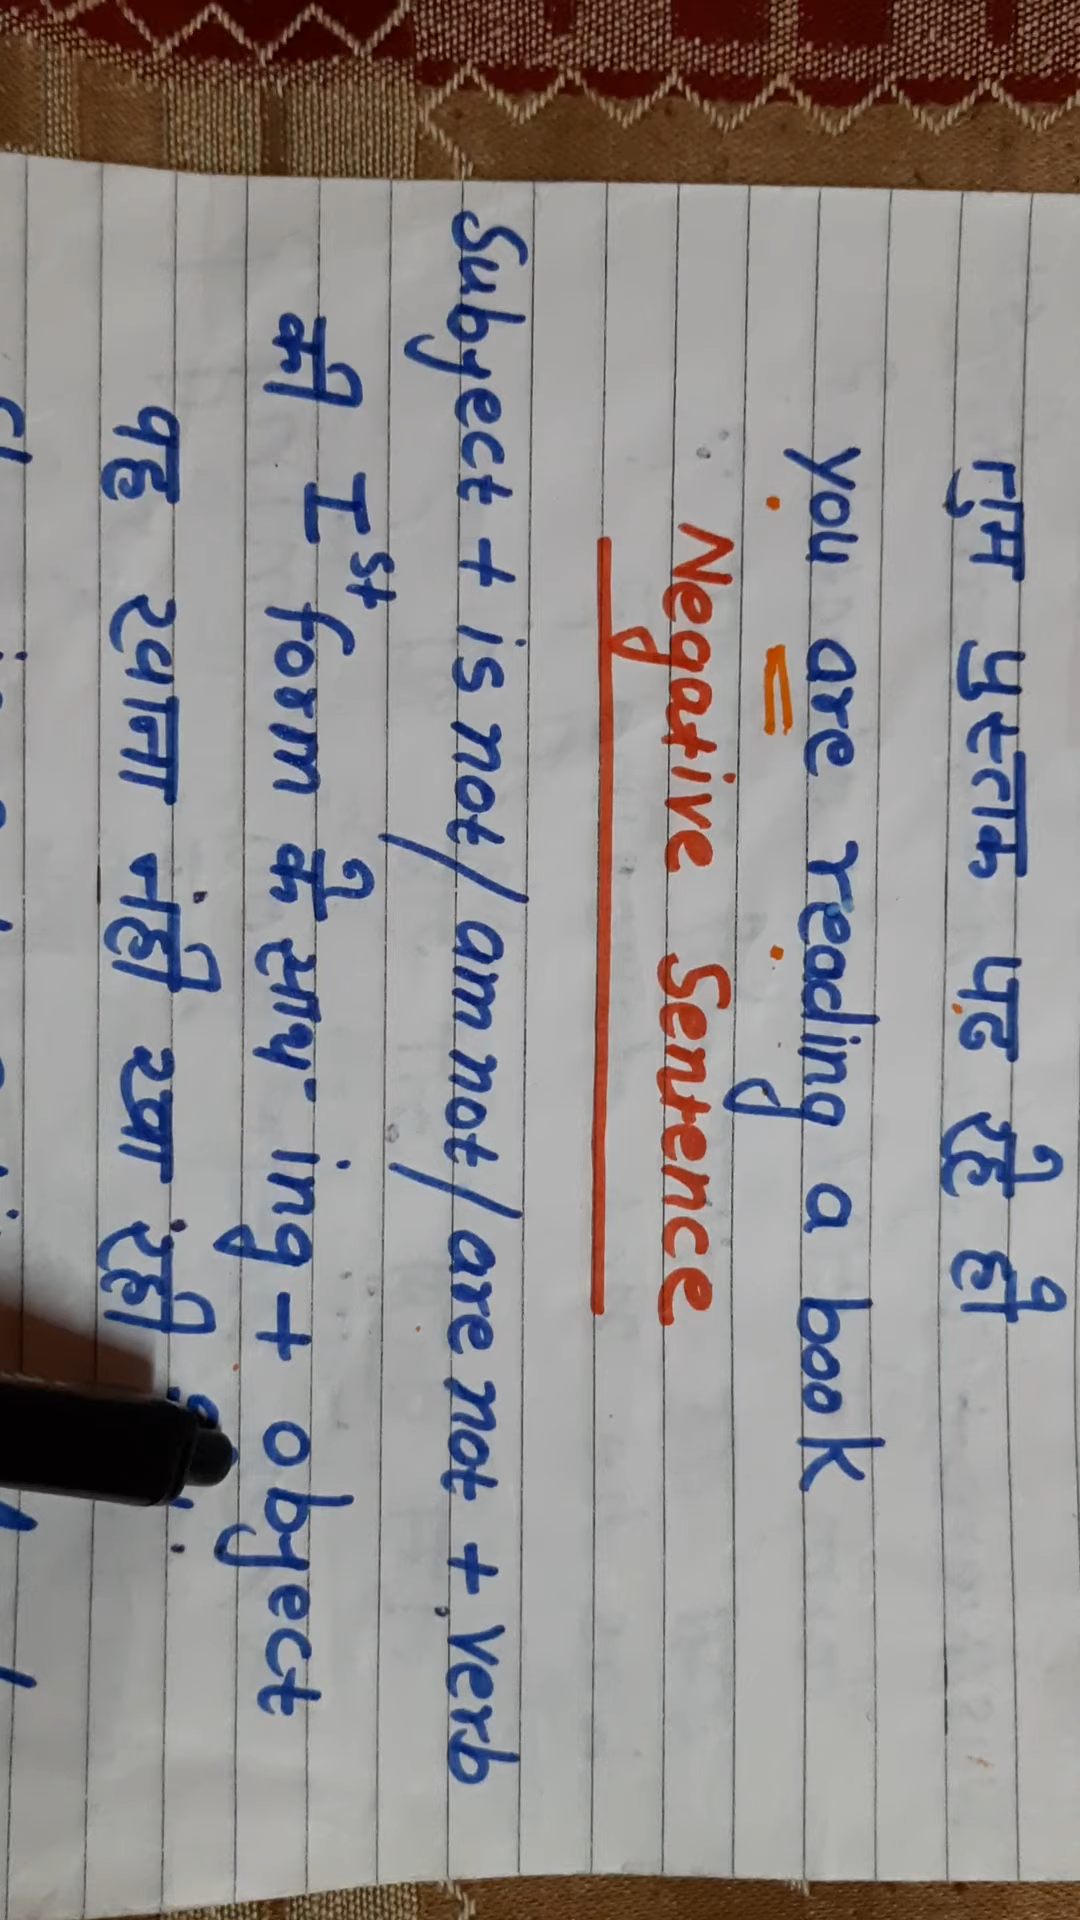 तुम पुस्तक पढ रहे हो
you are reading a book
Negative Sentence
Subject + is not/am not/are not + Verb
की Ist form के साथ ing + object
वह खाना नंही खा रही